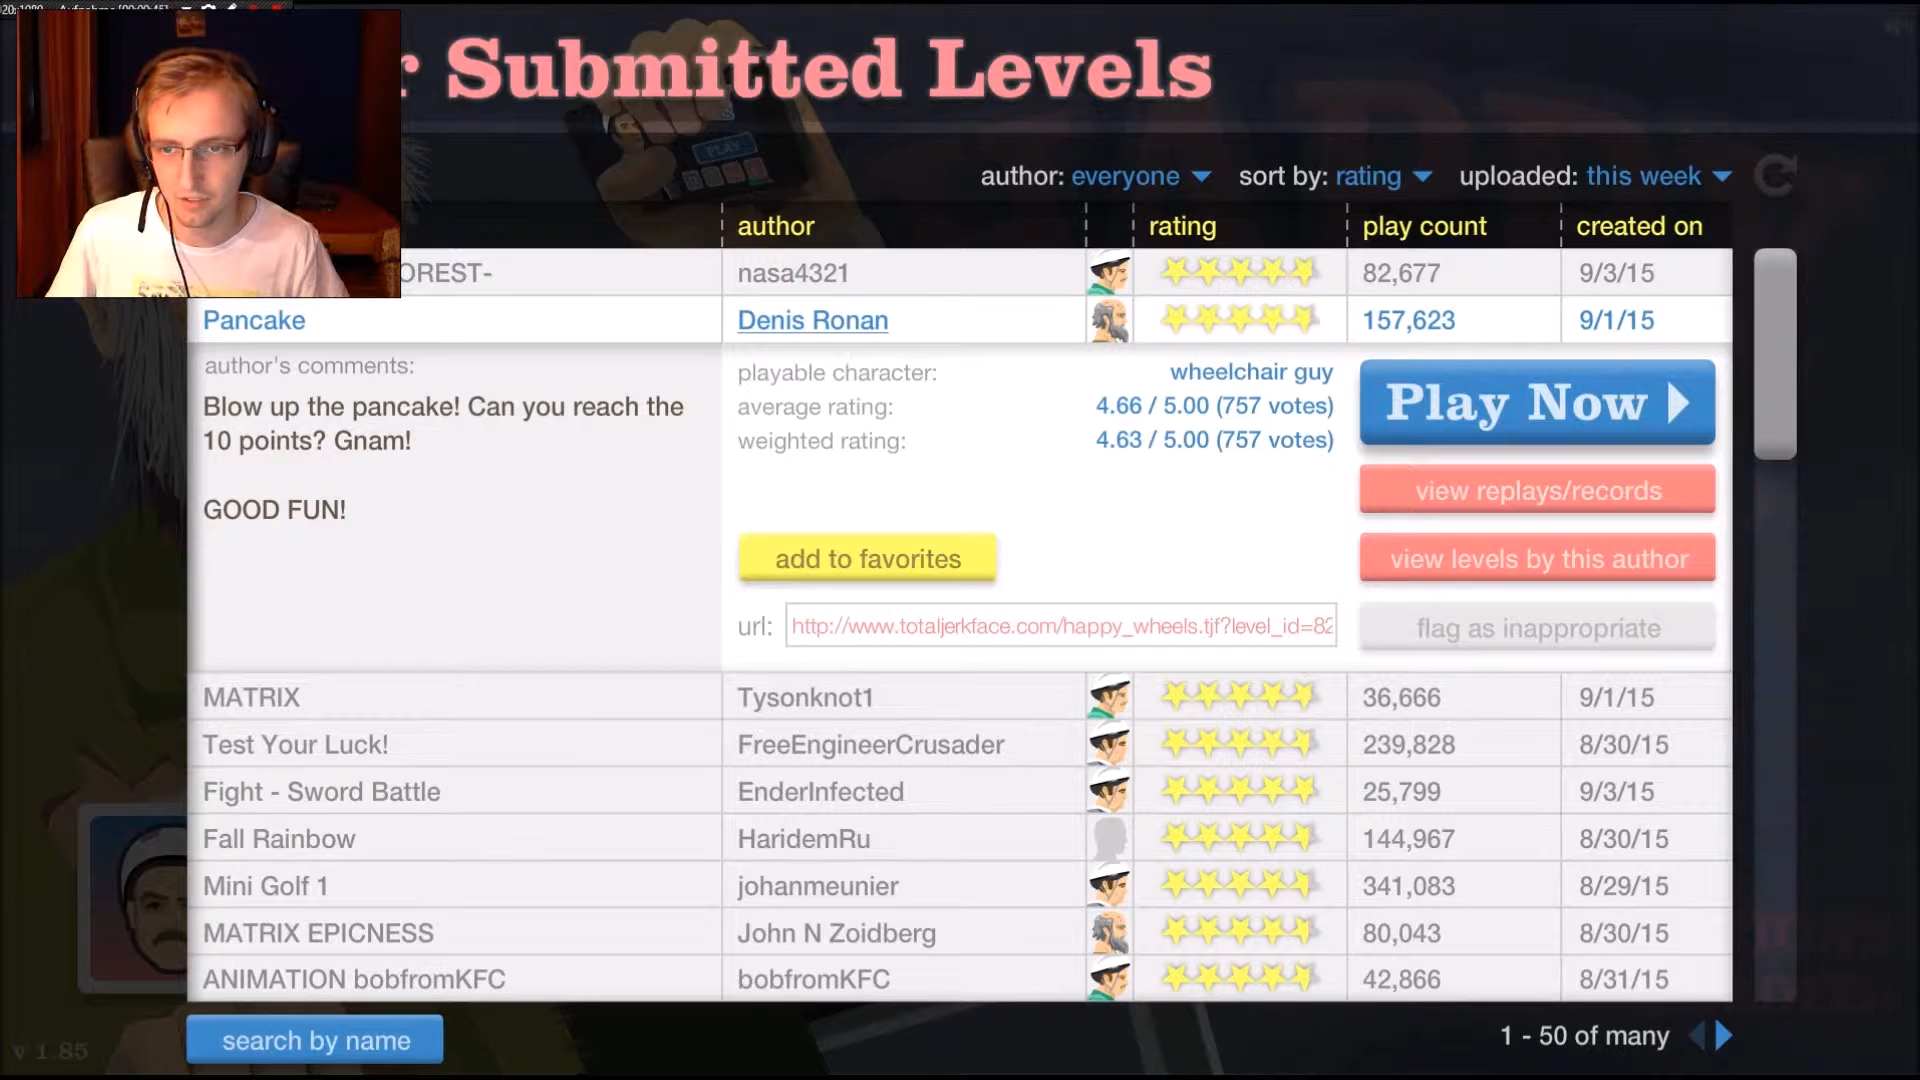 Aufnahme [00:00:45]
r Submitted Levels
author: everyone sort by: rating uploaded: this week
author rating play count created on
OREST- nasa4321 82,677 9/3/15
Pancake Denis Ronan 157,623 9/1/15
author's comments:
Blow up the pancake! Can you reach the
10 points? Gnam!
GOOD FUN!
playable character: wheelchair guy
average rating: 4.66 / 5.00 (757 votes)
weighted rating: 4.63 / 5.00 (757 votes)
add to favorites
url: http://www.totaljerkface.com/happy_wheels.tjf?level_id=82
Play Now
view replays/records
view levels by this author
flag as inappropriate
MATRIX Tysonknot1 36,666 9/1/15
Test Your Luck! FreeEngineerCrusader 239,828 8/30/15
Fight - Sword Battle EnderInfected 25,799 9/3/15
Fall Rainbow HaridemRu 144,967 8/30/15
Mini Golf 1 johanmeunier 341,083 8/29/15
MATRIX EPICNESS John N Zoidberg 80,043 8/30/15
ANIMATION bobfromKFC bobfromKFC 42,866 8/31/15
search by name
1 - 50 of many
v 1.85
PLAY